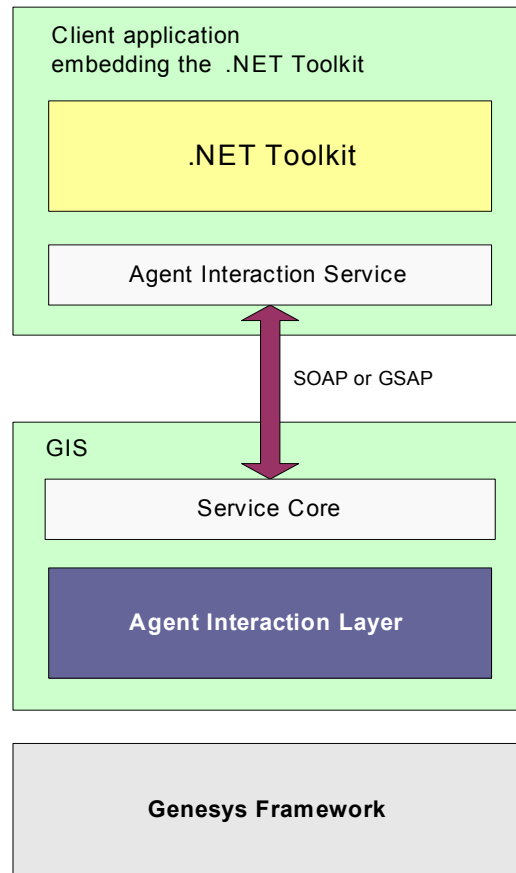 Client application
embedding the .NET Toolkit
.NET Toolkit
Agent Interaction Service
SOAP or GSAP
GIS
Service Core
Agent Interaction Layer
Genesys Framework